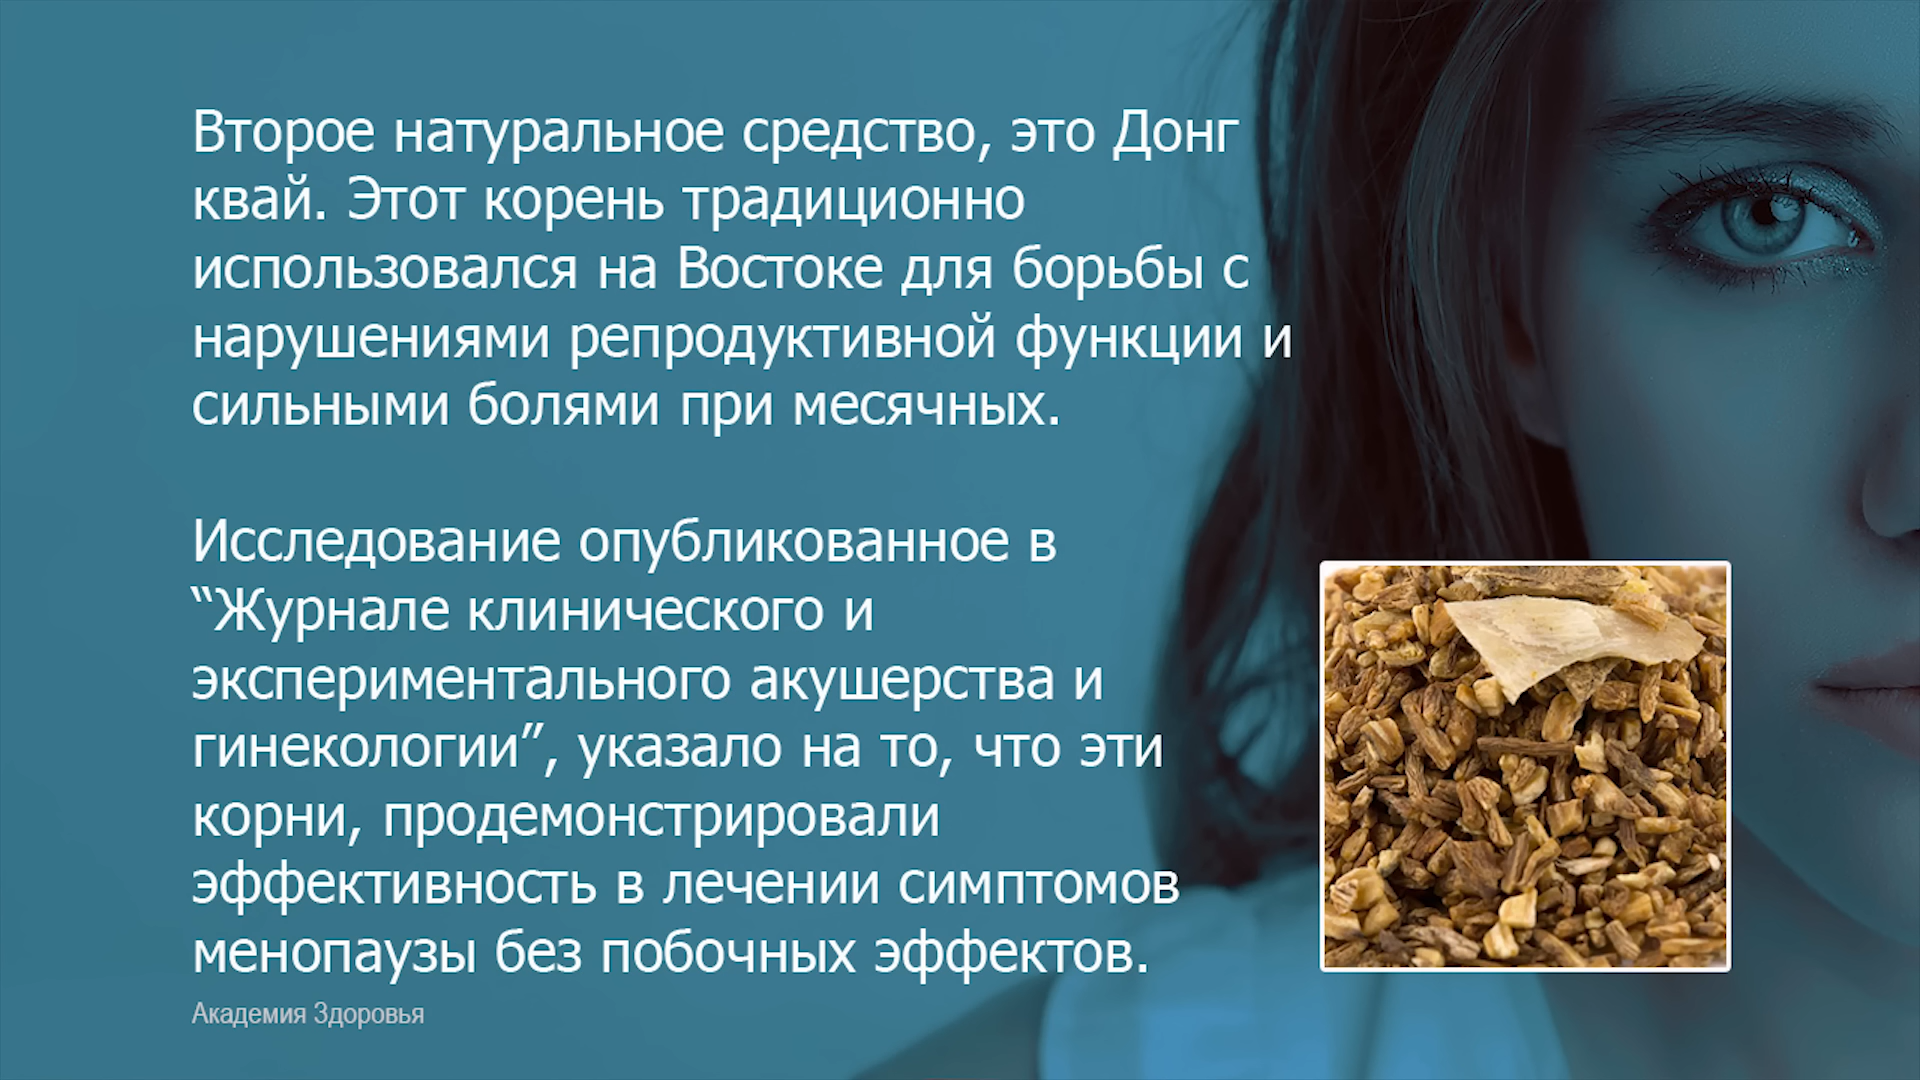 Второе натуральное средство, это Донг
квай. Этот корень традиционно
использовался на Востоке для борьбы с
нарушениями репродуктивной функции и
сильными болями при месячных.
Исследование опубликованное в
“Журнале клинического и
экспериментального акушерства и
гинекологии”, указало на то, что эти
корни, продемонстрировали
эффективность в лечении симптомов
менопаузы без побочных эффектов.
Академия Здоровья